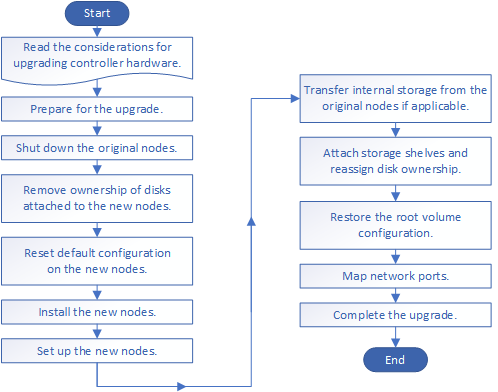 Start
Read the considerations for
upgrading controller hardware.
Prepare for the upgrade.
Shut down the original nodes.
Remove ownership of disks
attached to the new nodes.
Reset default configuration
on the new nodes.
Install the new nodes.
Set up the new nodes.
Transfer internal storage from the
original nodes if applicable.
Attach storage shelves and
reassign disk ownership.
Restore the root volume
configuration.
Map network ports.
Complete the upgrade.
End